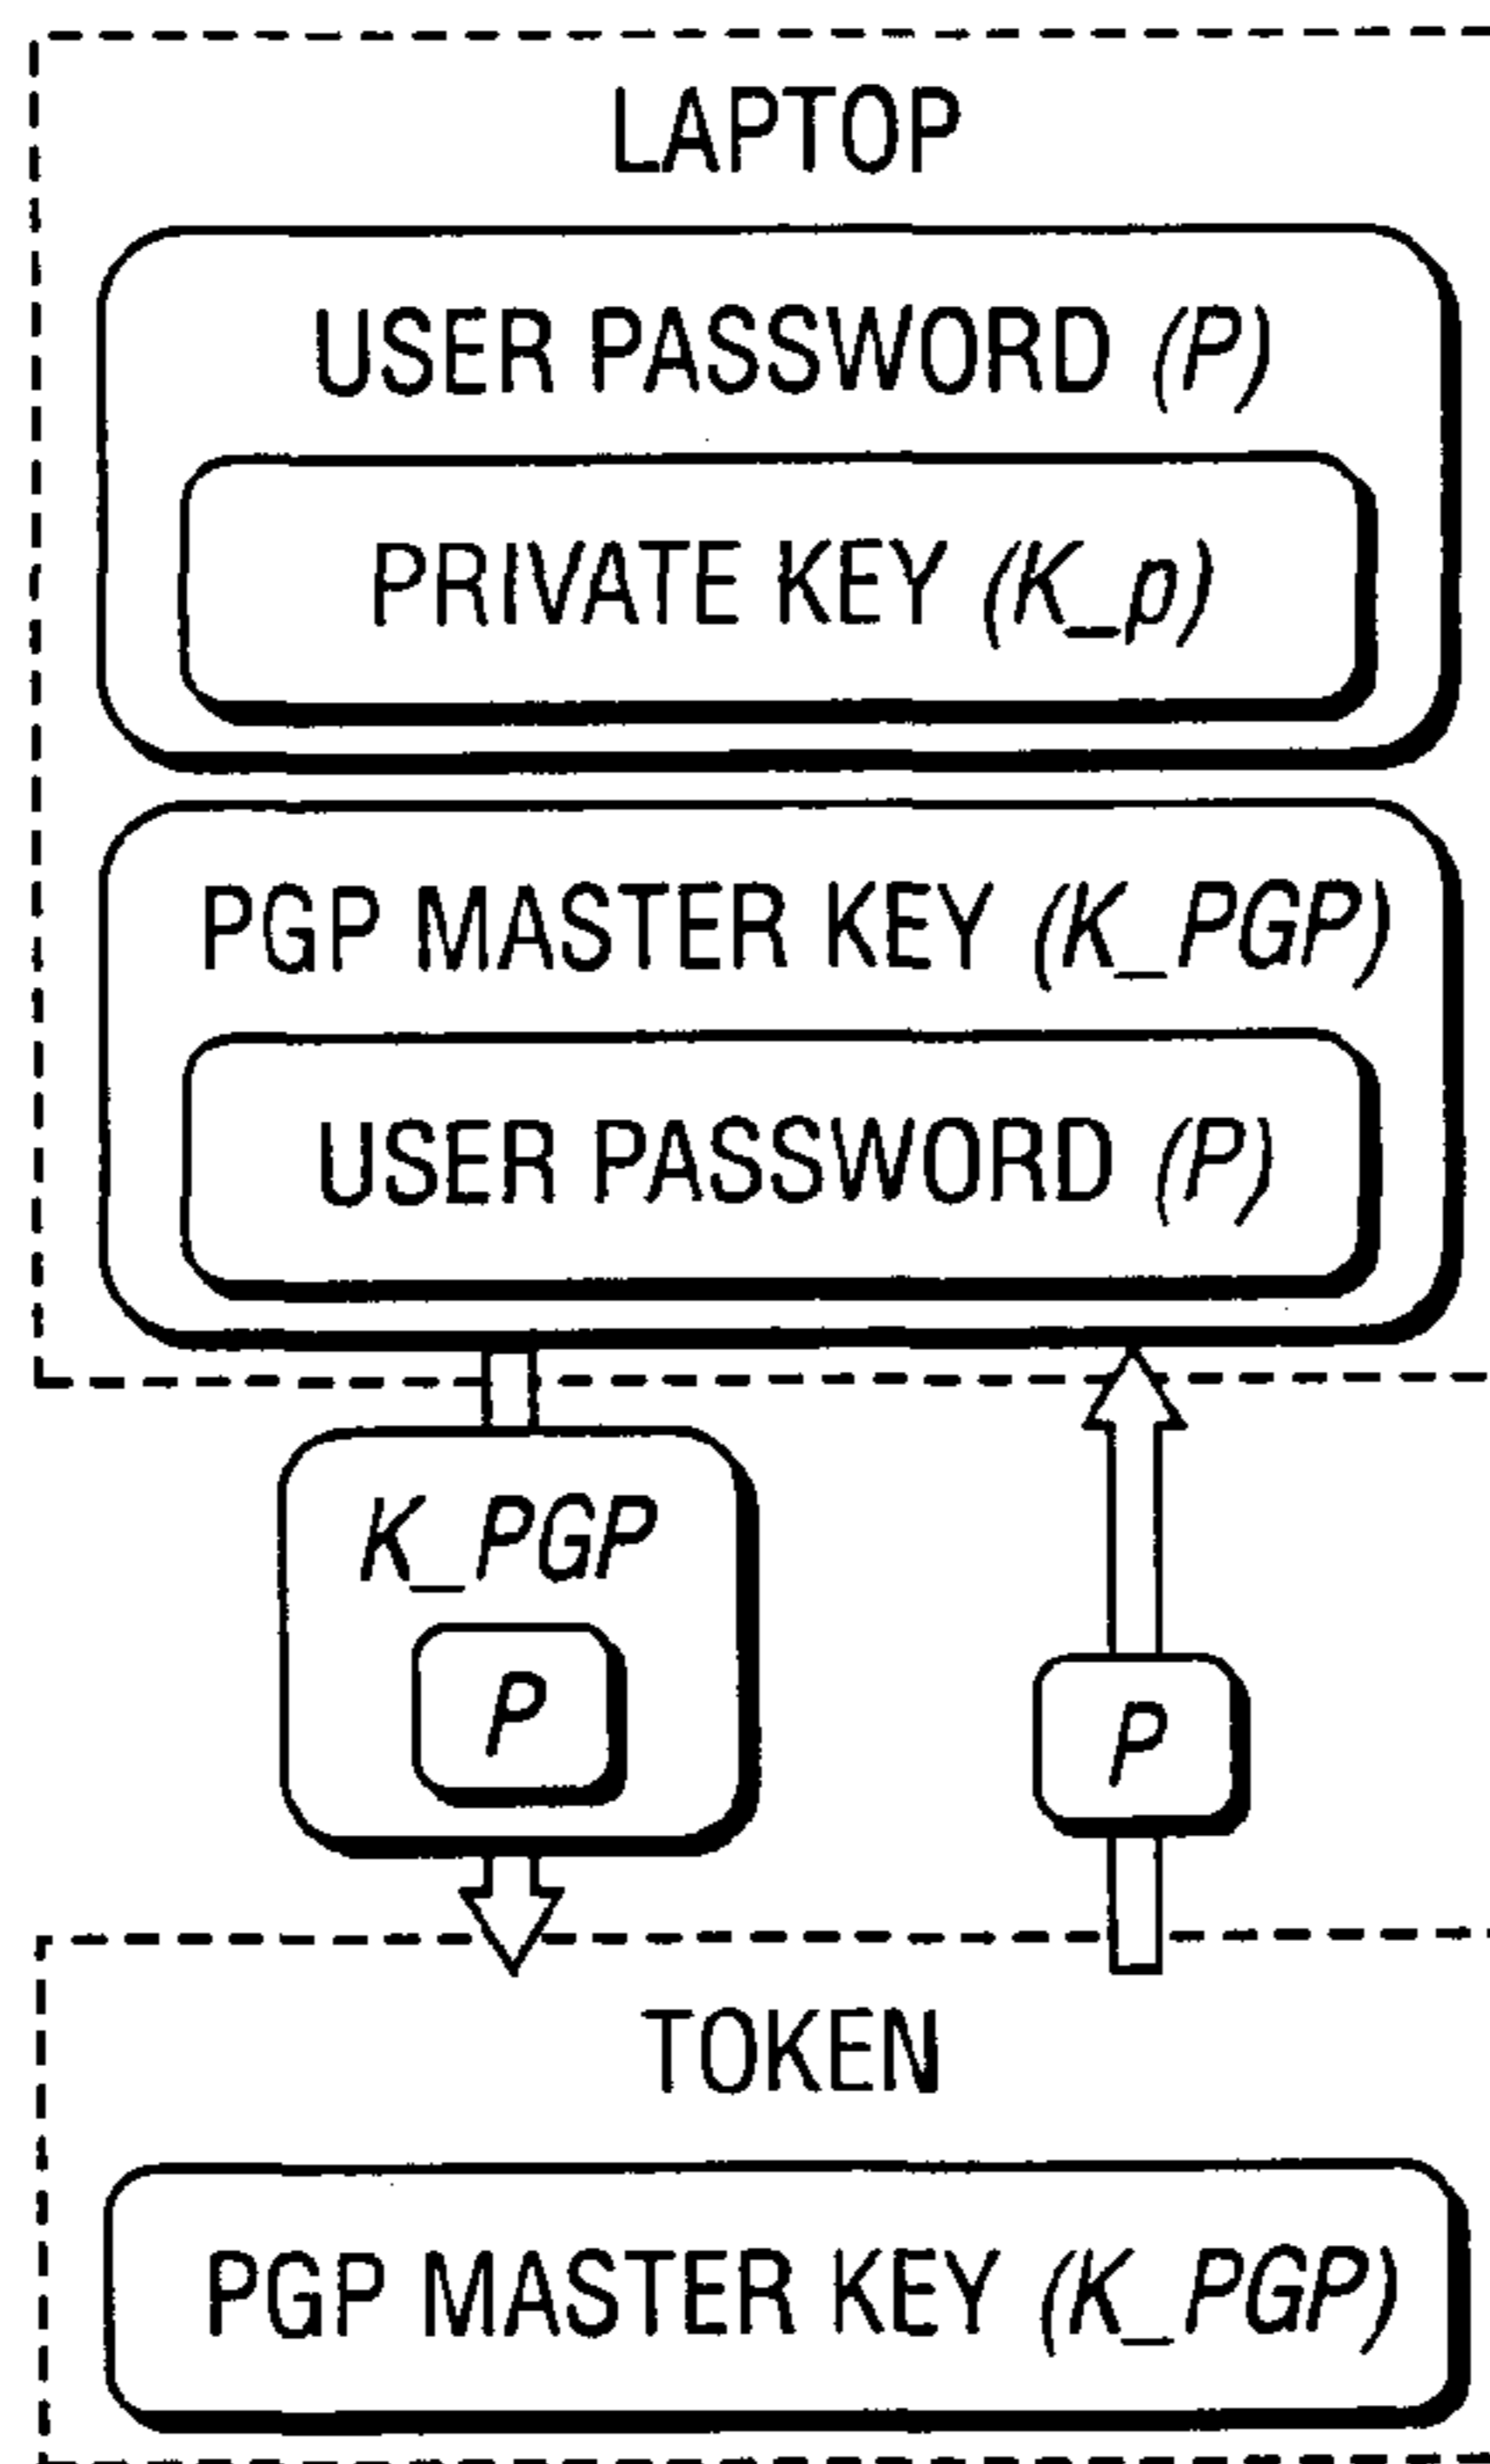 LAPTOP
USER PASSWORD (P)
PRIVATE KEY (K_p)
PGP MASTER KEY (K_PGP)
USER PASSWORD (P)
K_PGP
P
P
TOKEN
PGP MASTER KEY (K_PGP)